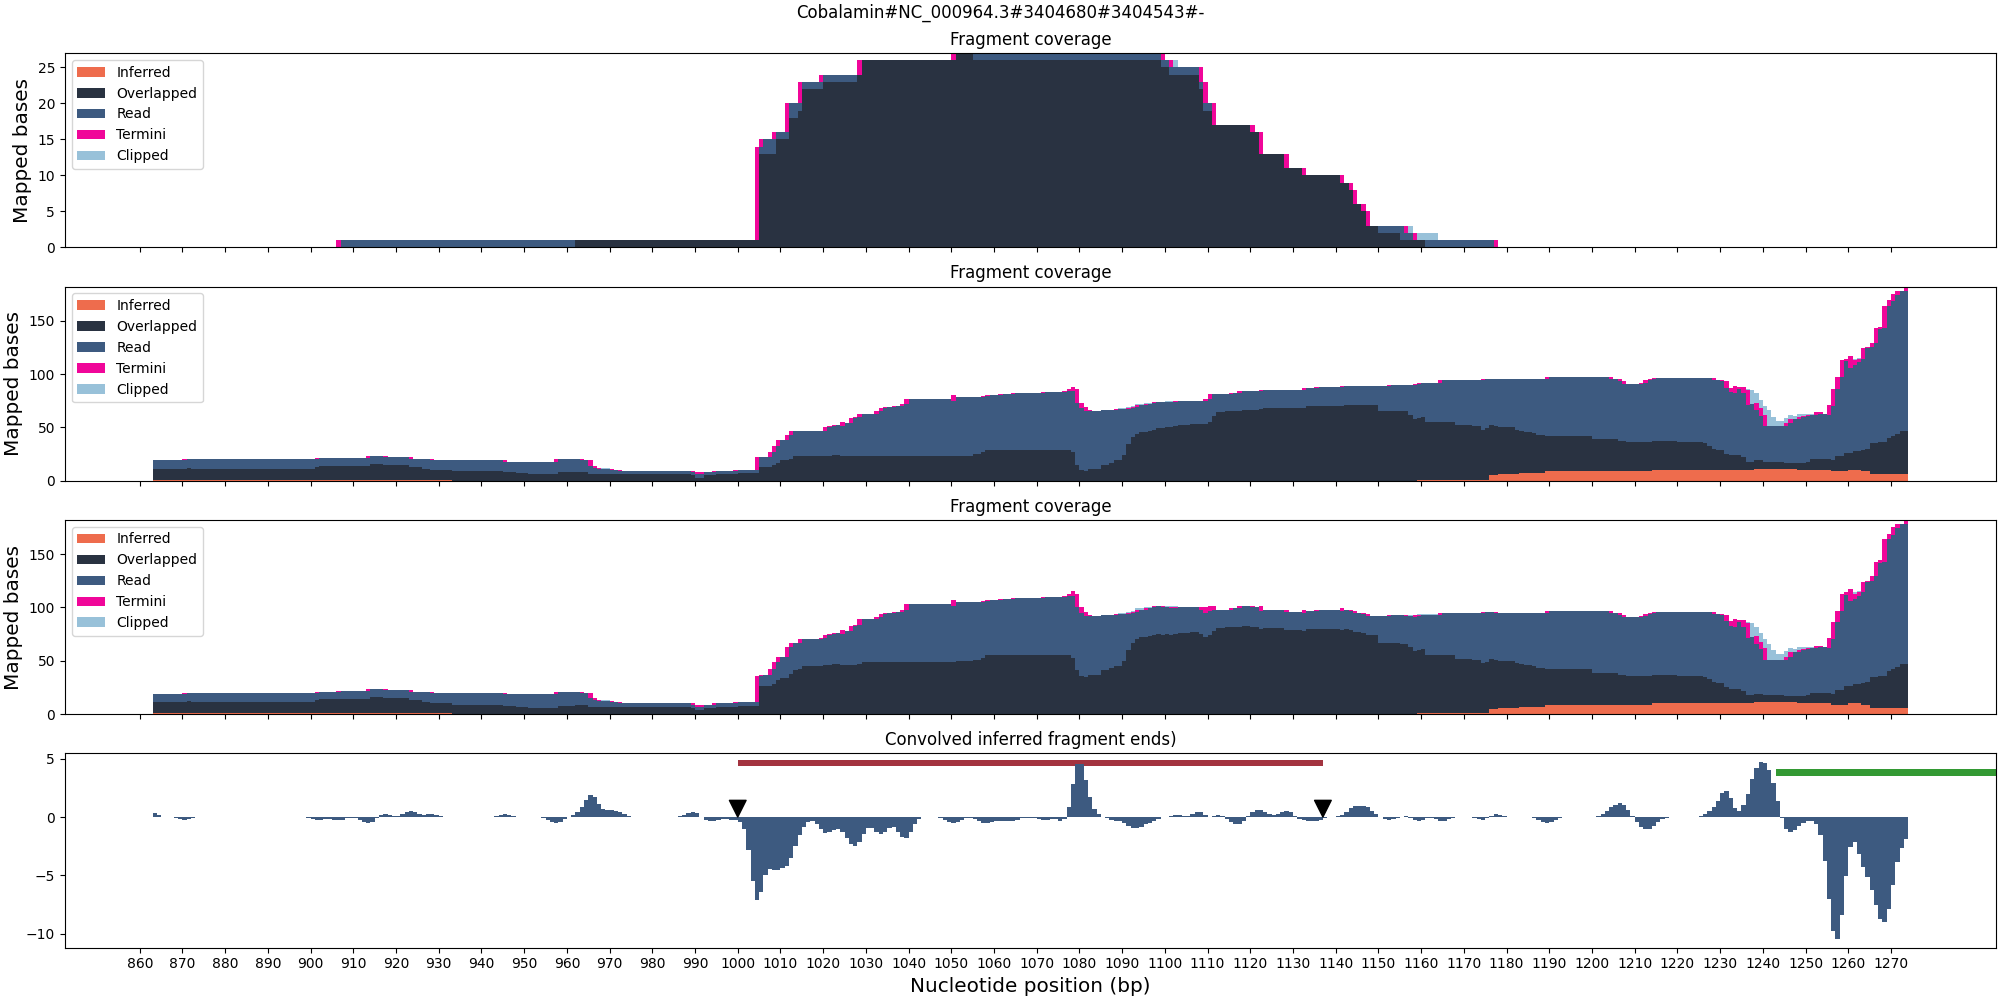 Cobalamin#NC_000964.3#3404680#3404543#-
Fragment coverage
Mapped bases
25
20
15
10
5
0
Inferred
Overlapped
Read
Termini
Clipped
Fragment coverage
Mapped bases
150
100
50
0
Inferred
Overlapped
Read
Termini
Clipped
Fragment coverage
Mapped bases
150
100
50
0
Inferred
Overlapped
Read
Termini
Clipped
Convolved inferred fragment ends)
5
0
−5
−10
860 870 880 890 900 910 920 930 940 950 960 970 980 990 1000 1010 1020 1030 1040 1050 1060 1070 1080 1090 1100 1110 1120 1130 1140 1150 1160 1170 1180 1190 1200 1210 1220 1230 1240 1250 1260 1270
Nucleotide position (bp)